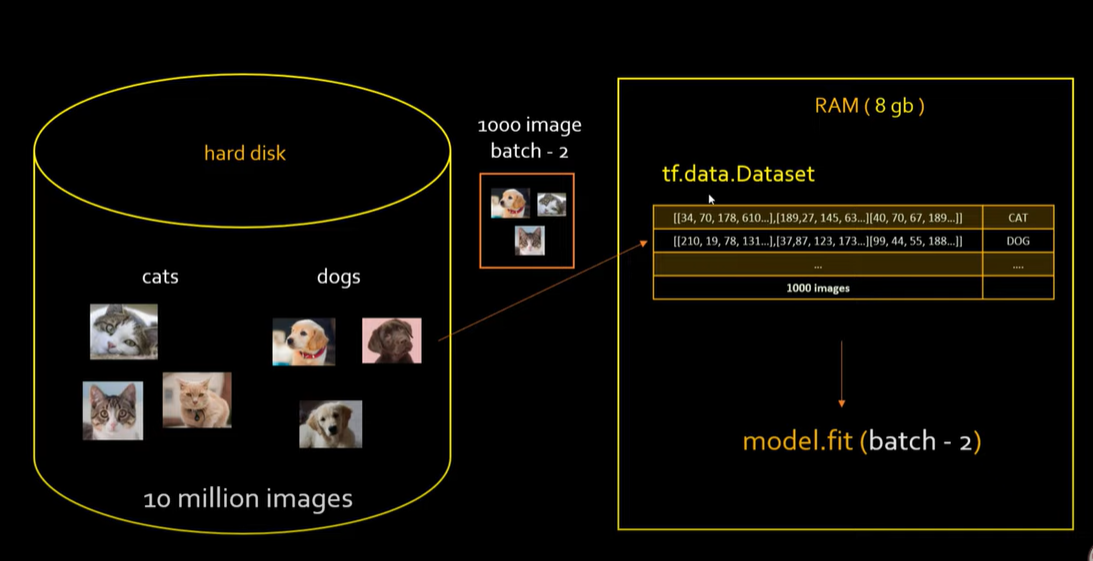 hard disk
cats
dogs
10 million images
1000 image
batch - 2
RAM ( 8 gb )
tf.data.Dataset
[[34, 70, 178, 610...],[189,27, 145, 63...][40, 70, 67, 189...]] CAT
[[210, 19, 78, 131...],[37,87, 123, 173...][99, 44, 55, 188...]] DOG
... ....
1000 images
model.fit (batch - 2)